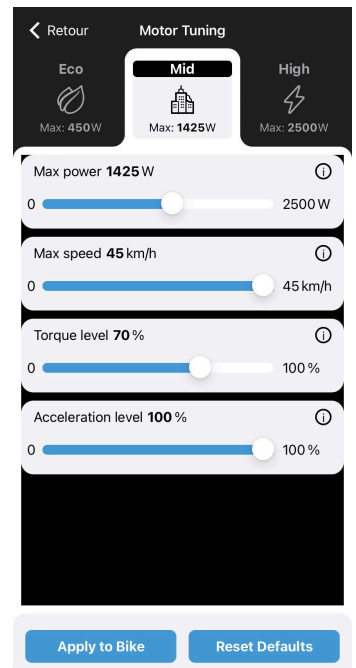 Retour Motor Tuning
Eco Mid High
Max: 450W Max: 1425W Max: 2500W
Max power 1425 W
0 2500 W
Max speed 45 km/h
0 45 km/h
Torque level 70 %
0 100 %
Acceleration level 100 %
0 100 %
Apply to Bike Reset Defaults